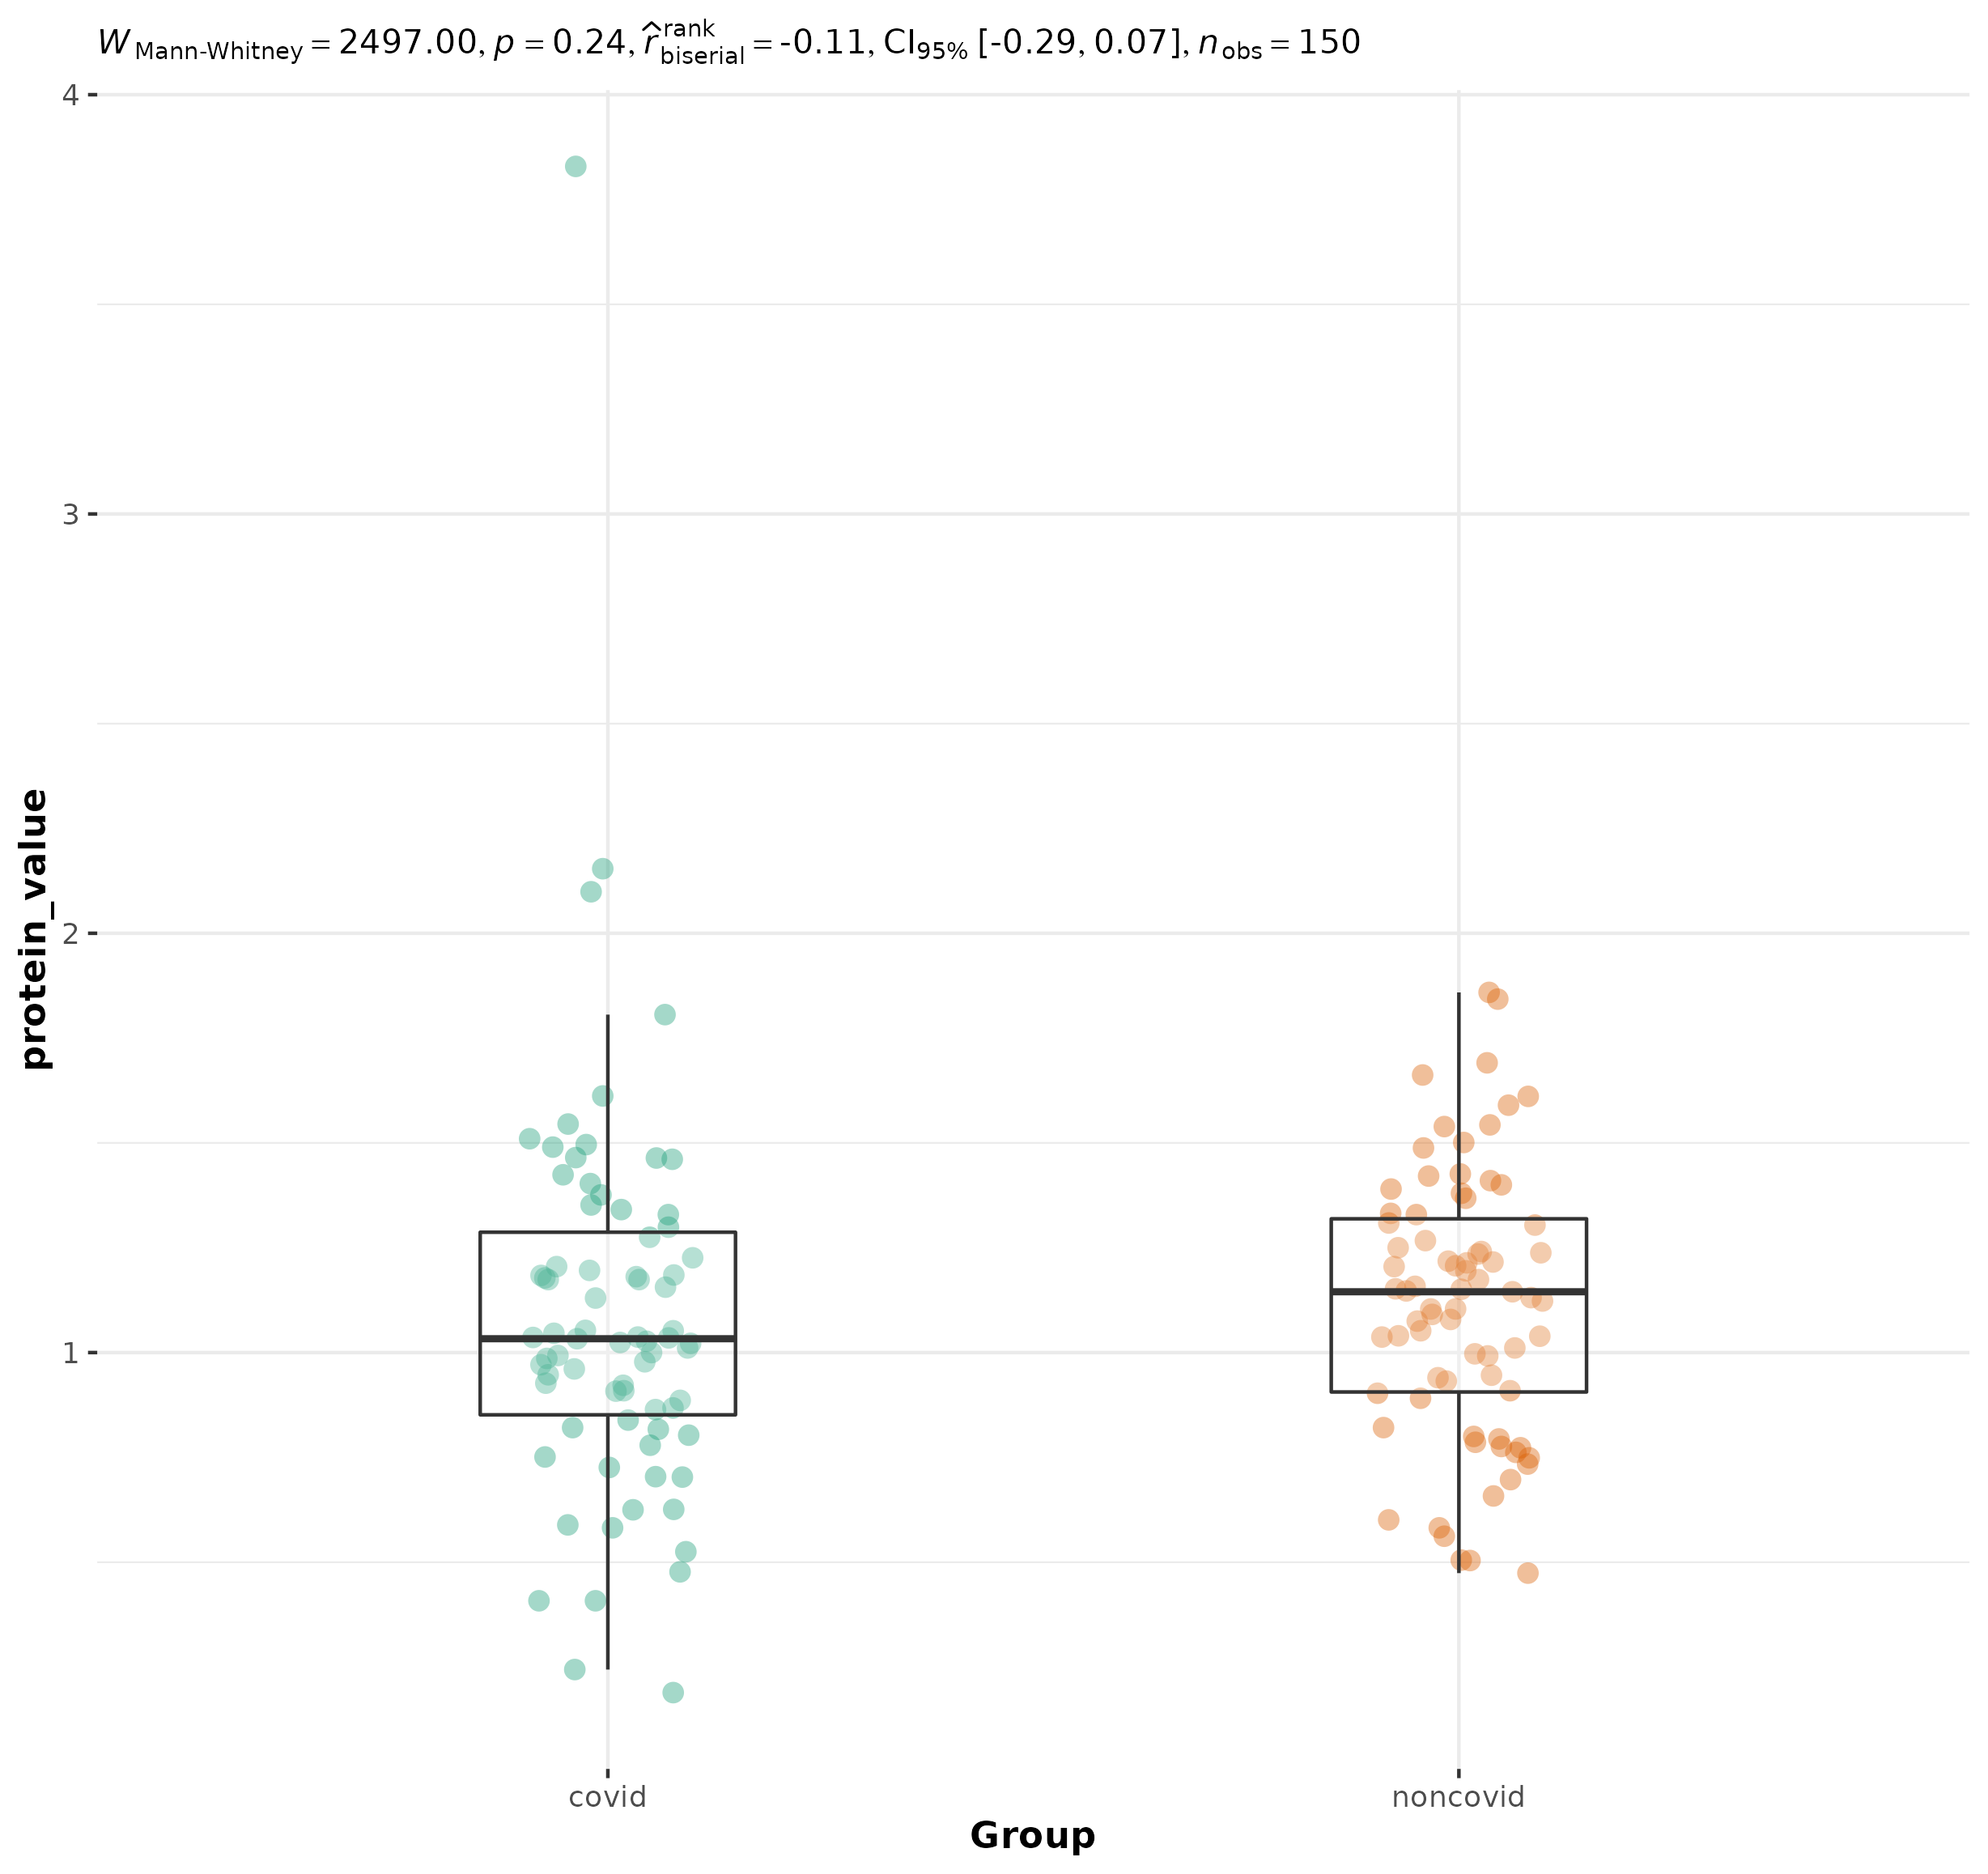 W Mann-Whitney = 2497.00, p = 0.24, r̂ rank biserial = -0.11, CI95% [-0.29, 0.07], n obs = 150
4
3
2
1
protein_value
covid noncovid
Group